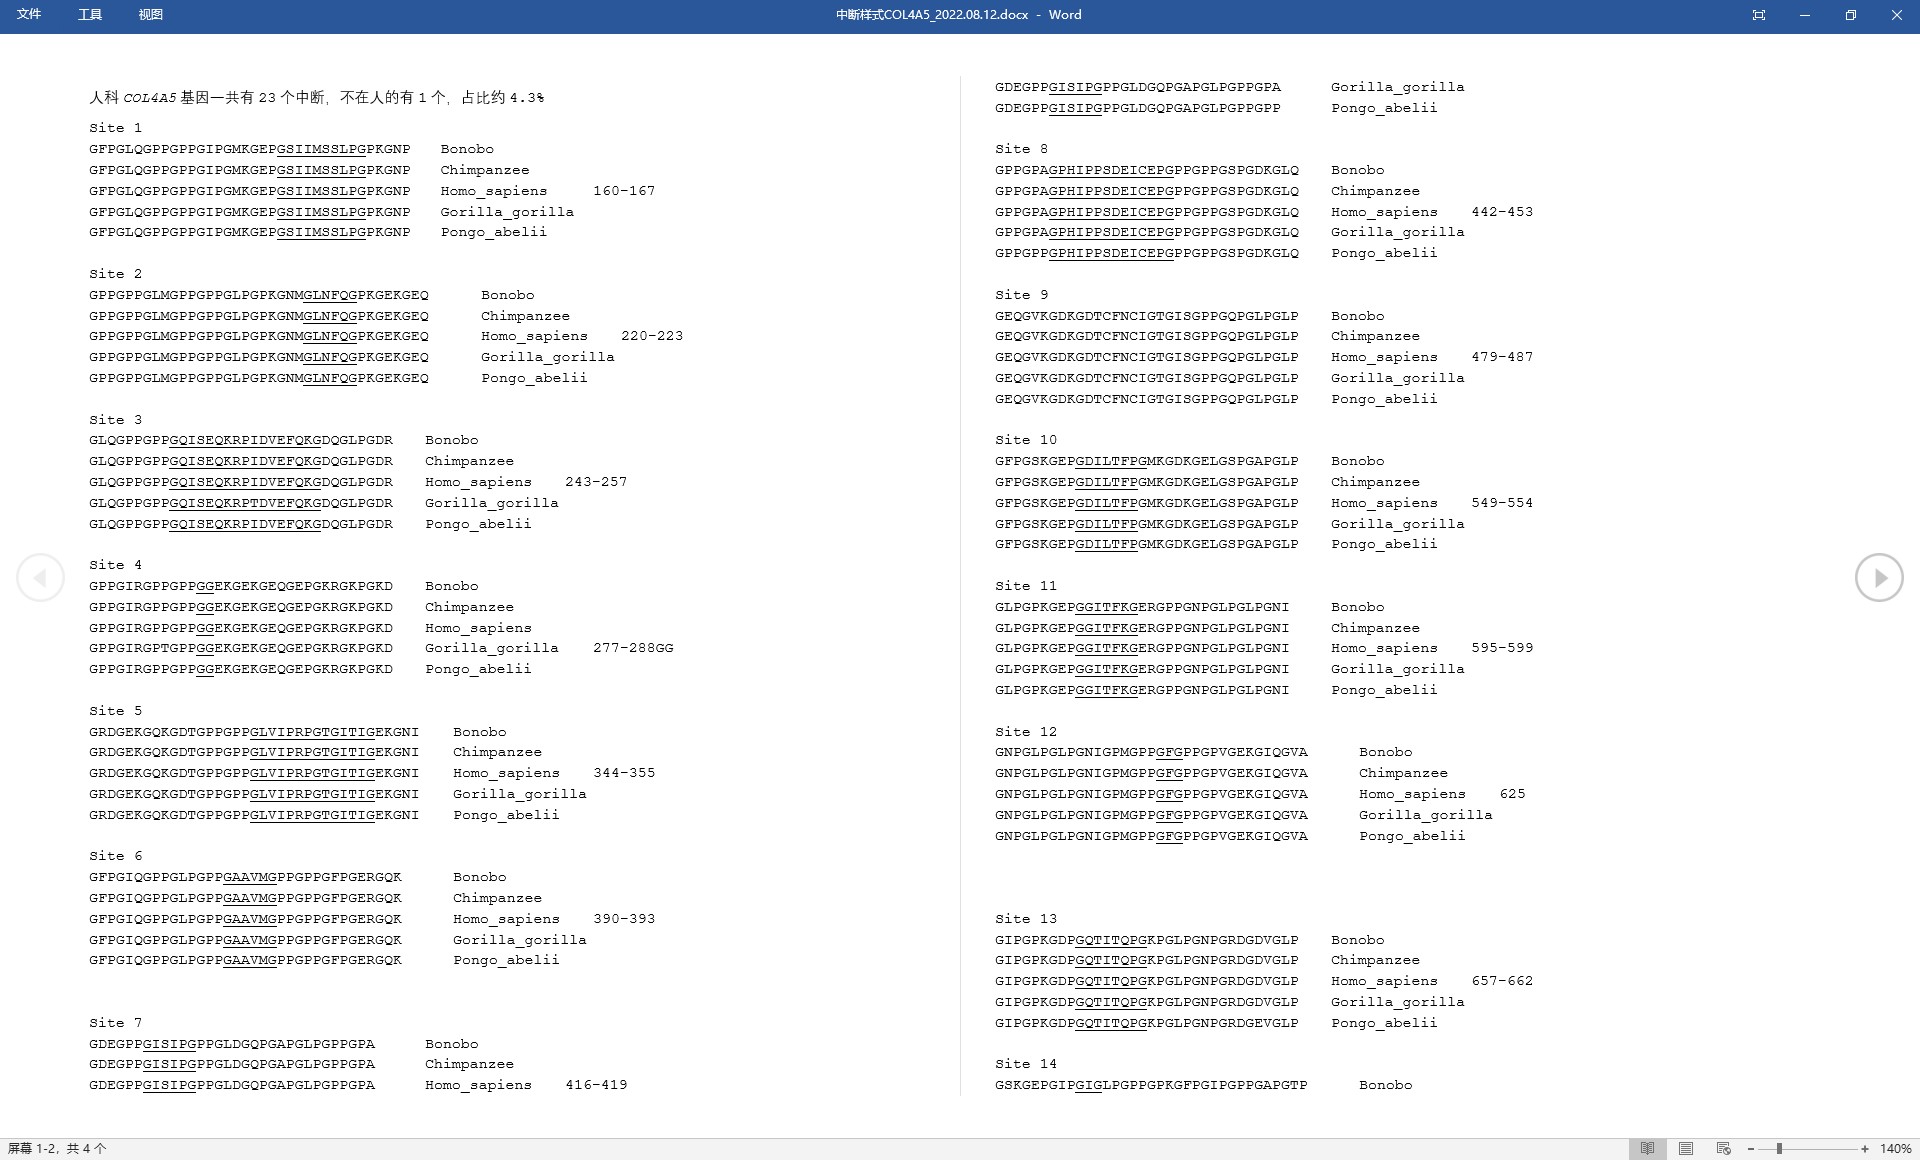 文件 工具 视图 中断样式COL4A5_2022.08.12.docx - Word
人科 COL4A5 基因一共有 23 个中断，不在人的有 1 个，占比约 4.3%
Site 1
GFPGLQGPPGPPGIPGMKGEPGSIIMSSLPGPKGNP Bonobo
GFPGLQGPPGPPGIPGMKGEPGSIIMSSLPGPKGNP Chimpanzee
GFPGLQGPPGPPGIPGMKGEPGSIIMSSLPGPKGNP Homo_sapiens 160-167
GFPGLQGPPGPPGIPGMKGEPGSIIMSSLPGPKGNP Gorilla_gorilla
GFPGLQGPPGPPGIPGMKGEPGSIIMSSLPGPKGNP Pongo_abelii
Site 2
GPPGPPGLMGPPGPPGLPGPKGNMGLNFQGPKGEKGEQ Bonobo
GPPGPPGLMGPPGPPGLPGPKGNMGLNFQGPKGEKGEQ Chimpanzee
GPPGPPGLMGPPGPPGLPGPKGNMGLNFQGPKGEKGEQ Homo_sapiens 220-223
GPPGPPGLMGPPGPPGLPGPKGNMGLNFQGPKGEKGEQ Gorilla_gorilla
GPPGPPGLMGPPGPPGLPGPKGNMGLNFQGPKGEKGEQ Pongo_abelii
Site 3
GLQGPPGPPGQISEQKRPIDVEFQKGDQGLPGDR Bonobo
GLQGPPGPPGQISEQKRPIDVEFQKGDQGLPGDR Chimpanzee
GLQGPPGPPGQISEQKRPIDVEFQKGDQGLPGDR Homo_sapiens 243-257
GLQGPPGPPGQISEQKRPTDVEFQKGDQGLPGDR Gorilla_gorilla
GLQGPPGPPGQISEQKRPIDVEFQKGDQGLPGDR Pongo_abelii
Site 4
GPPGIRGPPGPPGGEKGEKGEQGEPGKRGKPGKD Bonobo
GPPGIRGPPGPPGGEKGEKGEQGEPGKRGKPGKD Chimpanzee
GPPGIRGPPGPPGGEKGEKGEQGEPGKRGKPGKD Homo_sapiens
GPPGIRGPTGPPGGEKGEKGEQGEPGKRGKPGKD Gorilla_gorilla 277-288GG
GPPGIRGPPGPPGGEKGEKGEQGEPGKRGKPGKD Pongo_abelii
Site 5
GRDGEKGQKGDTGPPGPPGLVIPRPGTGITIGEKGNI Bonobo
GRDGEKGQKGDTGPPGPPGLVIPRPGTGITIGEKGNI Chimpanzee
GRDGEKGQKGDTGPPGPPGLVIPRPGTGITIGEKGNI Homo_sapiens 344-355
GRDGEKGQKGDTGPPGPPGLVIPRPGTGITIGEKGNI Gorilla_gorilla
GRDGEKGQKGDTGPPGPPGLVIPRPGTGITIGEKGNI Pongo_abelii
Site 6
GFPGIQGPPGLPGPPGAAVMGPPGPPGFPGERGQK Bonobo
GFPGIQGPPGLPGPPGAAVMGPPGPPGFPGERGQK Chimpanzee
GFPGIQGPPGLPGPPGAAVMGPPGPPGFPGERGQK Homo_sapiens 390-393
GFPGIQGPPGLPGPPGAAVMGPPGPPGFPGERGQK Gorilla_gorilla
GFPGIQGPPGLPGPPGAAVMGPPGPPGFPGERGQK Pongo_abelii
Site 7
GDEGPPGISIPGPPGLDGQPGAPGLPGPPGPA Bonobo
GDEGPPGISIPGPPGLDGQPGAPGLPGPPGPA Chimpanzee
GDEGPPGISIPGPPGLDGQPGAPGLPGPPGPA Homo_sapiens 416-419
GDEGPPGISIPGPPGLDGQPGAPGLPGPPGPA Gorilla_gorilla
GDEGPPGISIPGPPGLDGQPGAPGLPGPPGPP Pongo_abelii
Site 8
GPPGPAGPHIPPSDEICEPGPPGPPGSPGDKGLQ Bonobo
GPPGPAGPHIPPSDEICEPGPPGPPGSPGDKGLQ Chimpanzee
GPPGPAGPHIPPSDEICEPGPPGPPGSPGDKGLQ Homo_sapiens 442-453
GPPGPAGPHIPPSDEICEPGPPGPPGSPGDKGLQ Gorilla_gorilla
GPPGPPGPHIPPSDEICEPGPPGPPGSPGDKGLQ Pongo_abelii
Site 9
GEQGVKGDKGDTCFNCIGTGISGPPGQPGLPGLP Bonobo
GEQGVKGDKGDTCFNCIGTGISGPPGQPGLPGLP Chimpanzee
GEQGVKGDKGDTCFNCIGTGISGPPGQPGLPGLP Homo_sapiens 479-487
GEQGVKGDKGDTCFNCIGTGISGPPGQPGLPGLP Gorilla_gorilla
GEQGVKGDKGDTCFNCIGTGISGPPGQPGLPGLP Pongo_abelii
Site 10
GFPGSKGEPGDILTFPGMKGDKGELGSPGAPGLP Bonobo
GFPGSKGEPGDILTFPGMKGDKGELGSPGAPGLP Chimpanzee
GFPGSKGEPGDILTFPGMKGDKGELGSPGAPGLP Homo_sapiens 549-554
GFPGSKGEPGDILTFPGMKGDKGELGSPGAPGLP Gorilla_gorilla
GFPGSKGEPGDILTFPGMKGDKGELGSPGAPGLP Pongo_abelii
Site 11
GLPGPKGEPGGITFKGERGPPGNPGLPGLPGNI Bonobo
GLPGPKGEPGGITFKGERGPPGNPGLPGLPGNI Chimpanzee
GLPGPKGEPGGITFKGERGPPGNPGLPGLPGNI Homo_sapiens 595-599
GLPGPKGEPGGITFKGERGPPGNPGLPGLPGNI Gorilla_gorilla
GLPGPKGEPGGITFKGERGPPGNPGLPGLPGNI Pongo_abelii
Site 12
GNPGLPGLPGNIGPMGPPGFGPPGPVGEKGIQGVA Bonobo
GNPGLPGLPGNIGPMGPPGFGPPGPVGEKGIQGVA Chimpanzee
GNPGLPGLPGNIGPMGPPGFGPPGPVGEKGIQGVA Homo_sapiens 625
GNPGLPGLPGNIGPMGPPGFGPPGPVGEKGIQGVA Gorilla_gorilla
GNPGLPGLPGNIGPMGPPGFGPPGPVGEKGIQGVA Pongo_abelii
Site 13
GIPGPKGDPGQTITQPGKPGLPGNPGRDGDVGLP Bonobo
GIPGPKGDPGQTITQPGKPGLPGNPGRDGDVGLP Chimpanzee
GIPGPKGDPGQTITQPGKPGLPGNPGRDGDVGLP Homo_sapiens 657-662
GIPGPKGDPGQTITQPGKPGLPGNPGRDGDVGLP Gorilla_gorilla
GIPGPKGDPGQTITQPGKPGLPGNPGRDGEVGLP Pongo_abelii
Site 14
GSKGEPGIPGIGLPGPPGPKGFPGIPGPPGAPGTP Bonobo
屏幕 1-2，共 4 个 140%